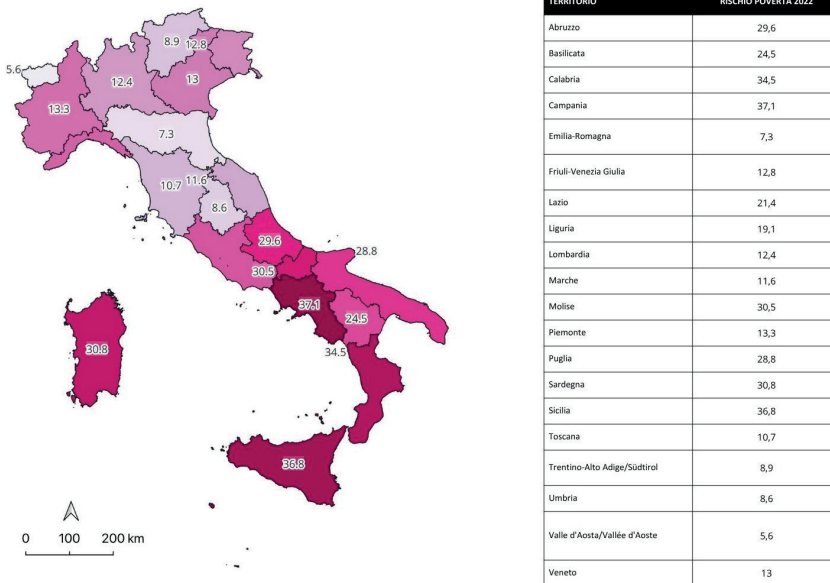 8.9
12.8
5.6
12.4
13
13.3
7.3
10.7
11.6
8.6
29.6
28.8
30.5
37.1
24.5
34.5
30.8
36.8
0 100 200 km
TERRITORIO RISCHIO POVERTÀ 2022
Abruzzo 29,6
Basilicata 24,5
Calabria 34,5
Campania 37,1
Emilia-Romagna 7,3
Friuli-Venezia Giulia 12,8
Lazio 21,4
Liguria 19,1
Lombardia 12,4
Marche 11,6
Molise 30,5
Piemonte 13,3
Puglia 28,8
Sardegna 30,8
Sicilia 36,8
Toscana 10,7
Trentino-Alto Adige/Südtirol 8,9
Umbria 8,6
Valle d'Aosta/Vallée d'Aoste 5,6
Veneto 13